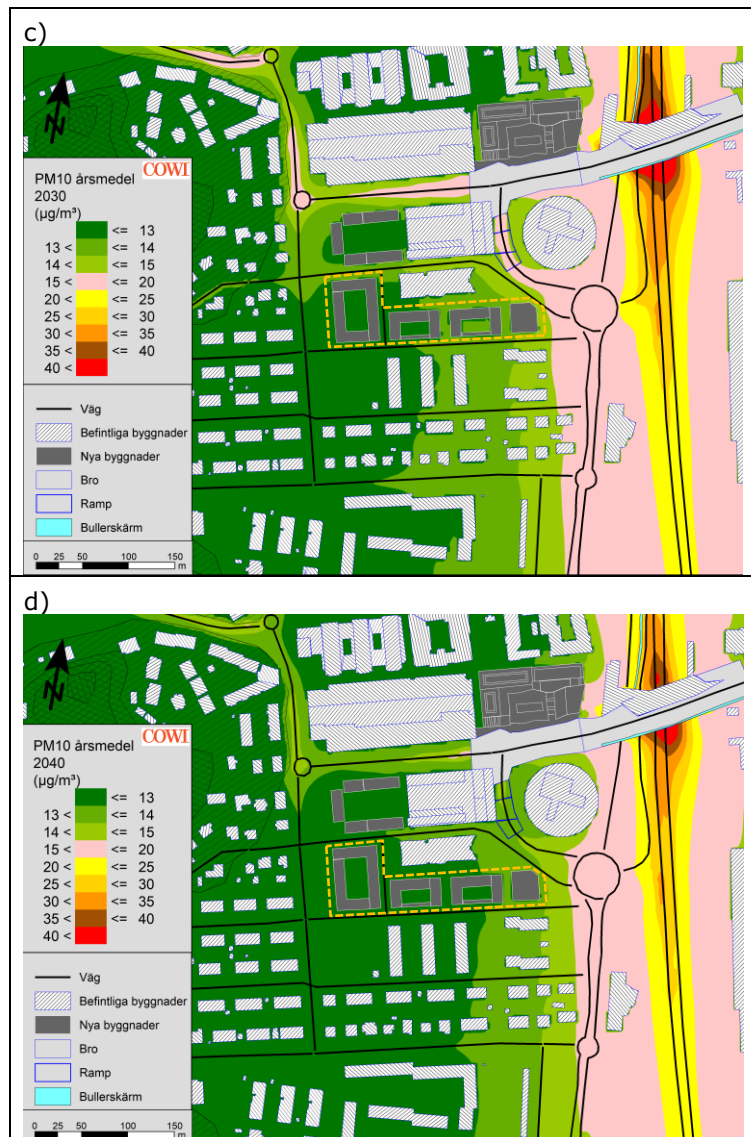 c)
N
PM10 årsmedel
COWI
2030
(µg/m³)
<= 13
13 < <= 14
14 < <= 15
15 < <= 20
20 < <= 25
25 < <= 30
30 < <= 35
35 < <= 40
40 <
Väg
Befintliga byggnader
Nya byggnader
Bro
Ramp
Bullerskärm
0 25 50 100 150
m
d)
N
PM10 årsmedel
COWI
2040
(µg/m³)
<= 13
13 < <= 14
14 < <= 15
15 < <= 20
20 < <= 25
25 < <= 30
30 < <= 35
35 < <= 40
40 <
Väg
Befintliga byggnader
Nya byggnader
Bro
Ramp
Bullerskärm
0 25 50 100 150
m